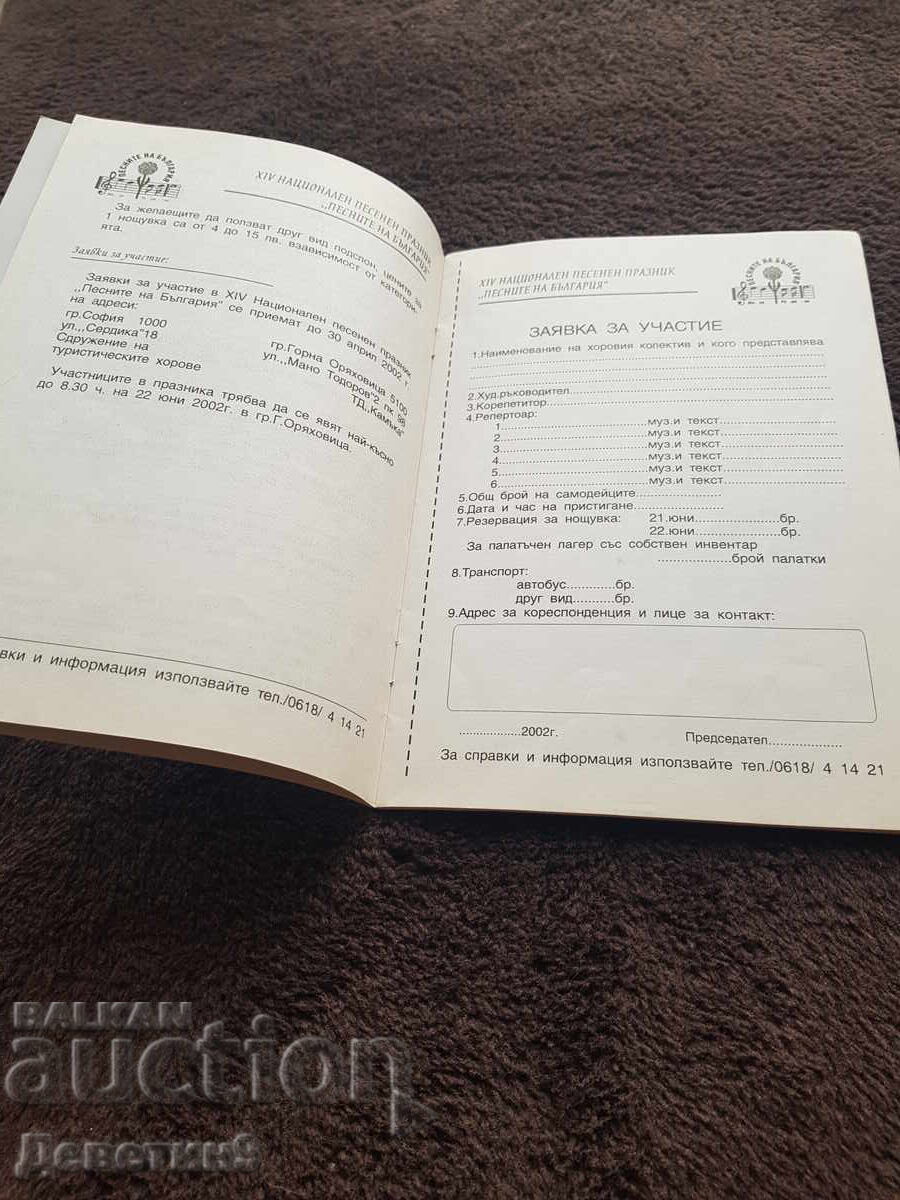 ПЕСНИТЕ НА БЪЛГАРИЯ
XIV НАЦИОНАЛЕН ПЕСЕНЕН ПРАЗНИК
,,ПЕСНИТЕ НА БЪЛГАРИЯ"
За желаещите да ползват друг вид подслон, цените за
1 нощувка са от 4 до 15 лв. взависимост от категори-
ята.
Заявки за участие:
Заявки за участие в XIV Национален песенен празник
,,Песните на България" се приемат до 30 април 2002 г.
на адреси:
гр.София 1000
ул.,,Сердика"18
Сдружение на
туристическите хорове
гр.Горна Оряховица 5100
ул.,,Мано Тодоров"2 пк 98
ТД,,Камъка"
Участниците в празника трябва да се явят най-късно
до 8.30 ч. на 22 юни 2002г. в гр.Г.Оряховица.
вки и информация използвайте тел./0618/ 4 14 21
XIV НАЦИОНАЛЕН ПЕСЕНЕН ПРАЗНИК
,,ПЕСНИТЕ НА БЪЛГАРИЯ"
ПЕСНИТЕ НА БЪЛГАРИЯ
ЗАЯВКА ЗА УЧАСТИЕ
1.Наименование на хоровия колектив и кого представлява
2.Худ.ръководител
3.Корепетитор
4.Репертоар:
1. муз.и текст
2. муз.и текст
3. муз.и текст
4. муз.и текст
5. муз.и текст
6. муз.и текст
5.Общ брой на самодейците
6.Дата и час на пристигане
7.Резервация за нощувка: 21.юни бр.
22.юни бр.
За палатъчен лагер със собствен инвентар
брой палатки
8.Транспорт:
автобус бр.
друг вид бр.
9.Адрес за кореспонденция и лице за контакт:
2002г. Председател
За справки и информация използвайте тел./0618/ 4 14 21
BALKAN
auction
Деветин9